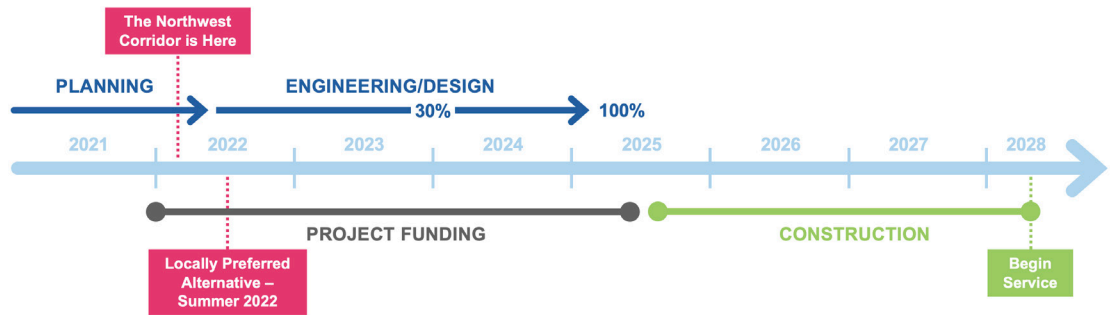 The Northwest
Corridor is Here
PLANNING
ENGINEERING/DESIGN
30%
100%
2021
2022
2023
2024
2025
2026
2027
2028
PROJECT FUNDING
CONSTRUCTION
Locally Preferred
Alternative –
Summer 2022
Begin
Service